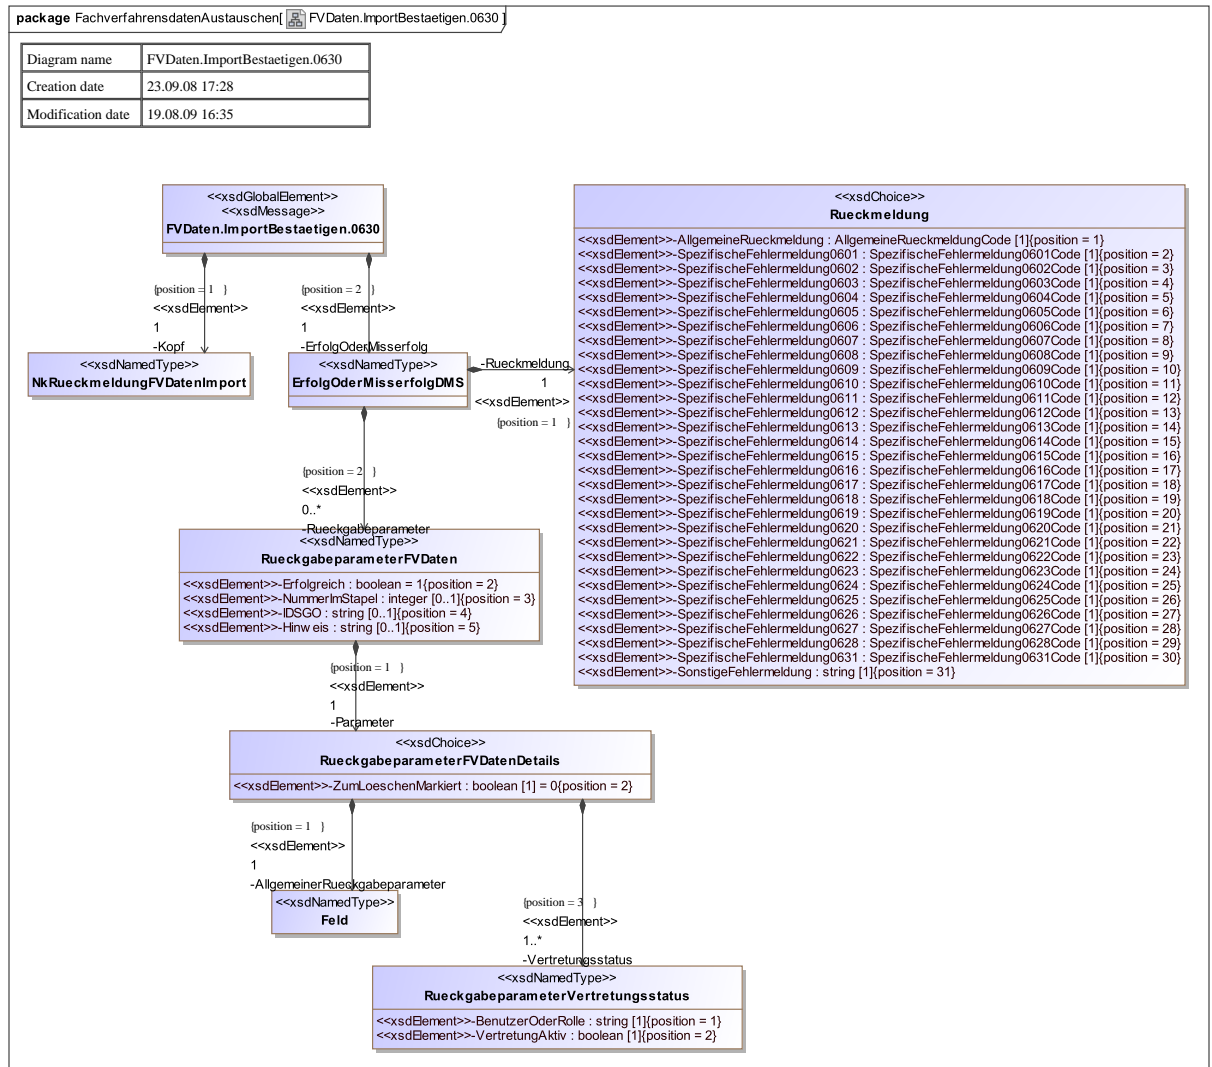 package FachverfahrensdatenAustauschen[ FVDaten.ImportBestaetigen.0630 ]
Diagram name FVDaten.ImportBestaetigen.0630
Creation date 23.09.08 17:28
Modification date 19.08.09 16:35
<<xsdGlobalElement>>
<<xsdMessage>>
FVDaten.ImportBestaetigen.0630
{position = 1 }
<<xsdElement>>
1
-Kopf
{position = 2 }
<<xsdElement>>
1
-ErfolgOderMisserfolg
<<xsdNamedType>>
NkRueckmeldungFVDatenImport
<<xsdNamedType>>
ErfolgOderMisserfolgDMS
-Rueckmeldung
1
<<xsdElement>>
{position = 1 }
<<xsdChoice>>
Rueckmeldung
<<xsdElement>>-AllgemeineRueckmeldung : AllgemeineRueckmeldungCode [1]{position = 1}
<<xsdElement>>-SpezifischeFehlermeldung0601 : SpezifischeFehlermeldung0601Code [1]{position = 2}
<<xsdElement>>-SpezifischeFehlermeldung0602 : SpezifischeFehlermeldung0602Code [1]{position = 3}
<<xsdElement>>-SpezifischeFehlermeldung0603 : SpezifischeFehlermeldung0603Code [1]{position = 4}
<<xsdElement>>-SpezifischeFehlermeldung0604 : SpezifischeFehlermeldung0604Code [1]{position = 5}
<<xsdElement>>-SpezifischeFehlermeldung0605 : SpezifischeFehlermeldung0605Code [1]{position = 6}
<<xsdElement>>-SpezifischeFehlermeldung0606 : SpezifischeFehlermeldung0606Code [1]{position = 7}
<<xsdElement>>-SpezifischeFehlermeldung0607 : SpezifischeFehlermeldung0607Code [1]{position = 8}
<<xsdElement>>-SpezifischeFehlermeldung0608 : SpezifischeFehlermeldung0608Code [1]{position = 9}
<<xsdElement>>-SpezifischeFehlermeldung0609 : SpezifischeFehlermeldung0609Code [1]{position = 10}
<<xsdElement>>-SpezifischeFehlermeldung0610 : SpezifischeFehlermeldung0610Code [1]{position = 11}
<<xsdElement>>-SpezifischeFehlermeldung0611 : SpezifischeFehlermeldung0611Code [1]{position = 12}
<<xsdElement>>-SpezifischeFehlermeldung0612 : SpezifischeFehlermeldung0612Code [1]{position = 13}
<<xsdElement>>-SpezifischeFehlermeldung0613 : SpezifischeFehlermeldung0613Code [1]{position = 14}
<<xsdElement>>-SpezifischeFehlermeldung0614 : SpezifischeFehlermeldung0614Code [1]{position = 15}
<<xsdElement>>-SpezifischeFehlermeldung0615 : SpezifischeFehlermeldung0615Code [1]{position = 16}
<<xsdElement>>-SpezifischeFehlermeldung0616 : SpezifischeFehlermeldung0616Code [1]{position = 17}
<<xsdElement>>-SpezifischeFehlermeldung0617 : SpezifischeFehlermeldung0617Code [1]{position = 18}
<<xsdElement>>-SpezifischeFehlermeldung0618 : SpezifischeFehlermeldung0618Code [1]{position = 19}
<<xsdElement>>-SpezifischeFehlermeldung0619 : SpezifischeFehlermeldung0619Code [1]{position = 20}
<<xsdElement>>-SpezifischeFehlermeldung0620 : SpezifischeFehlermeldung0620Code [1]{position = 21}
<<xsdElement>>-SpezifischeFehlermeldung0621 : SpezifischeFehlermeldung0621Code [1]{position = 22}
<<xsdElement>>-SpezifischeFehlermeldung0622 : SpezifischeFehlermeldung0622Code [1]{position = 23}
<<xsdElement>>-SpezifischeFehlermeldung0623 : SpezifischeFehlermeldung0623Code [1]{position = 24}
<<xsdElement>>-SpezifischeFehlermeldung0624 : SpezifischeFehlermeldung0624Code [1]{position = 25}
<<xsdElement>>-SpezifischeFehlermeldung0625 : SpezifischeFehlermeldung0625Code [1]{position = 26}
<<xsdElement>>-SpezifischeFehlermeldung0626 : SpezifischeFehlermeldung0626Code [1]{position = 27}
<<xsdElement>>-SpezifischeFehlermeldung0627 : SpezifischeFehlermeldung0627Code [1]{position = 28}
<<xsdElement>>-SpezifischeFehlermeldung0628 : SpezifischeFehlermeldung0628Code [1]{position = 29}
<<xsdElement>>-SpezifischeFehlermeldung0631 : SpezifischeFehlermeldung0631Code [1]{position = 30}
<<xsdElement>>-SonstigeFehlermeldung : string [1]{position = 31}
{position = 2 }
<<xsdElement>>
0..*
-Rueckgabeparameter
<<xsdNamedType>>
RueckgabeparameterFVDaten
<<xsdElement>>-Erfolgreich : boolean = 1{position = 2}
<<xsdElement>>-NummerImStapel : integer [0..1]{position = 3}
<<xsdElement>>-IDSGO : string [0..1]{position = 4}
<<xsdElement>>-Hinweis : string [0..1]{position = 5}
{position = 1 }
<<xsdElement>>
1
-Parameter
<<xsdChoice>>
RueckgabeparameterFVDatenDetails
<<xsdElement>>-ZumLoeschenMarkiert : boolean [1] = 0{position = 2}
{position = 1 }
<<xsdElement>>
1
-AllgemeinerRueckgabeparameter
<<xsdNamedType>>
Feld
{position = 3 }
<<xsdElement>>
1..*
-Vertretungsstatus
<<xsdNamedType>>
RueckgabeparameterVertretungsstatus
<<xsdElement>>-BenutzerOderRolle : string [1]{position = 1}
<<xsdElement>>-VertretungAktiv : boolean [1]{position = 2}